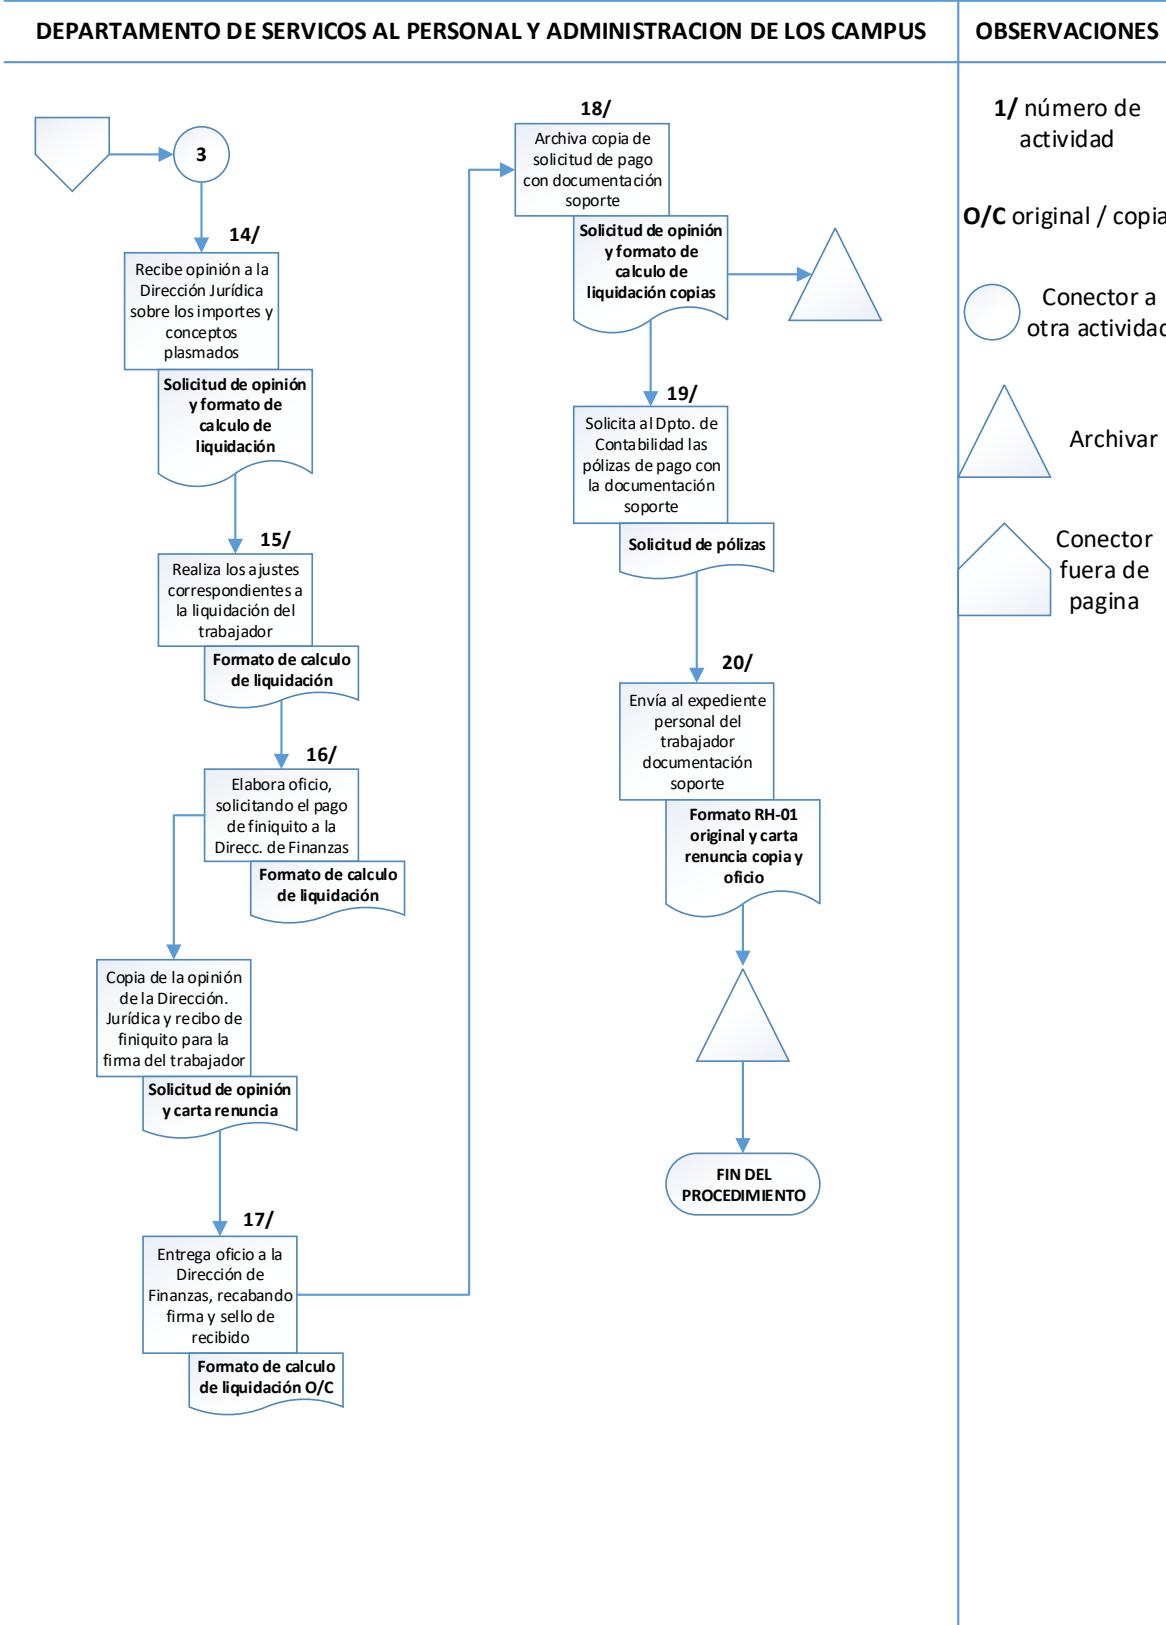 DEPARTAMENTO DE SERVICOS AL PERSONAL Y ADMINISTRACION DE LOS CAMPUS
OBSERVACIONES
3
14/
Recibe opinión a la
Dirección Jurídica
sobre los importes y
conceptos
plasmados
Solicitud de opinión
y formato de
calculo de
liquidación
15/
Realiza los ajustes
correspondientes a
la liquidación del
trabajador
Formato de calculo
de liquidación
16/
Elabora oficio,
solicitando el pago
de finiquito a la
Direcc. de Finanzas
Formato de calculo
de liquidación
Copia de la opinión
de la Dirección.
Jurídica y recibo de
finiquito para la
firma del trabajador
Solicitud de opinión
y carta renuncia
17/
Entrega oficio a la
Dirección de
Finanzas, recabando
firma y sello de
recibido
Formato de calculo
de liquidación O/C
18/
Archiva copia de
solicitud de pago
con documentación
soporte
Solicitud de opinión
y formato de
calculo de
liquidación copias
19/
Solicita al Dpto. de
Contabilidad las
pólizas de pago con
la documentación
soporte
Solicitud de pólizas
20/
Envía al expediente
personal del
trabajador
documentación
soporte
Formato RH-01
original y carta
renuncia copia y
oficio
FIN DEL
PROCEDIMIENTO
1/ número de
actividad
O/C original / copia
Conector a
otra actividad
Archivar
Conector
fuera de
pagina